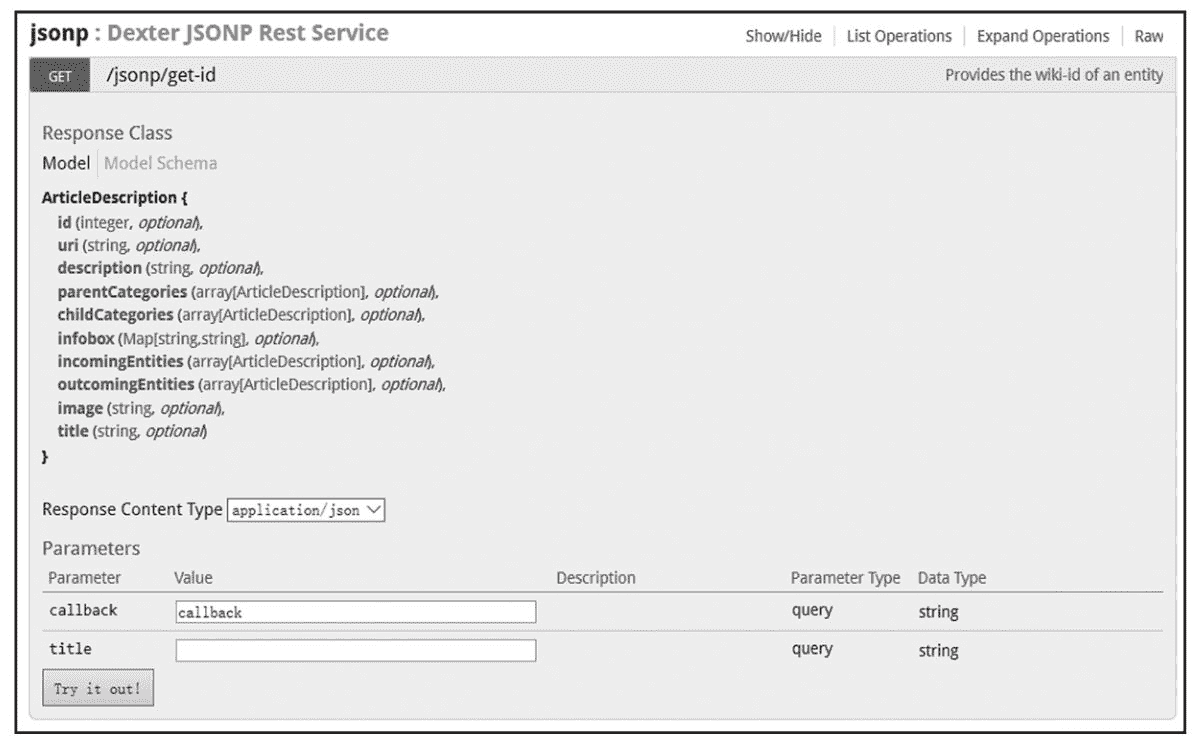 jsonp : Dexter JSONP Rest Service Show/Hide List Operations Expand Operations Raw
GET /jsonp/get-id Provides the wiki-id of an entity
Response Class
Model Model Schema
ArticleDescription {
id (integer, optional),
uri (string, optional),
description (string, optional),
parentCategories (array[ArticleDescription], optional),
childCategories (array[ArticleDescription], optional),
infobox (Map[string,string], optional),
incomingEntities (array[ArticleDescription], optional),
outcomingEntities (array[ArticleDescription], optional),
image (string, optional),
title (string, optional)
}
Response Content Type application/json
Parameters
Parameter Value Description Parameter Type Data Type
callback callback query string
title query string
Try it out!